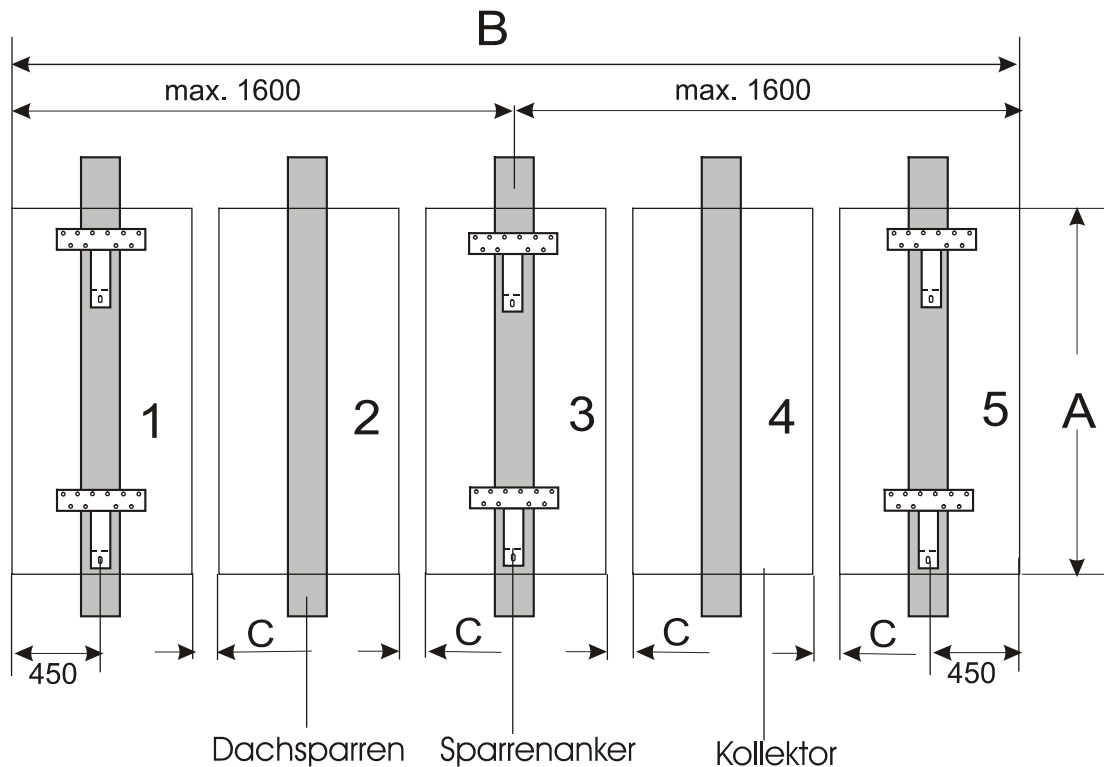 B
max. 1600 max. 1600
1 2 3 4 5 A
C C C C
450 450
Dachsparren Sparrenanker Kollektor